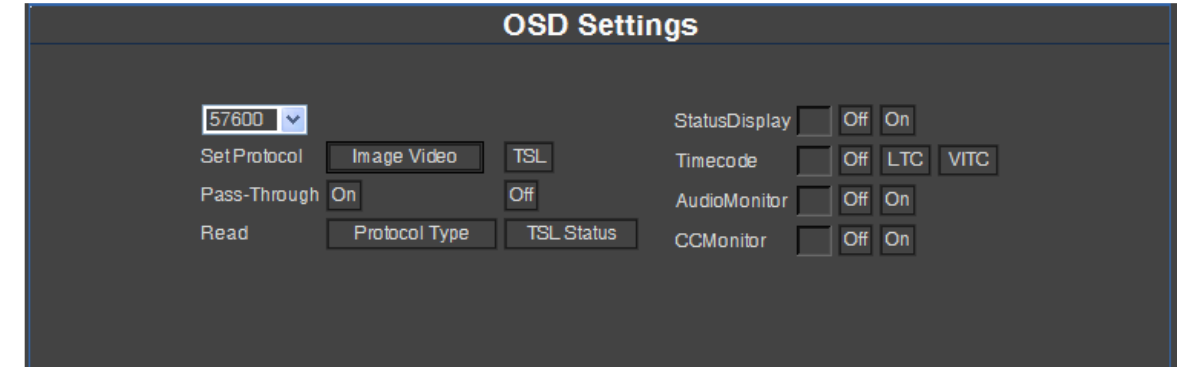 OSD Settings
57600
Set Protocol Image Video TSL
Pass-Through On Off
Read Protocol Type TSL Status
StatusDisplay Off On
Timecode Off LTC VITC
AudioMonitor Off On
CCMonitor Off On